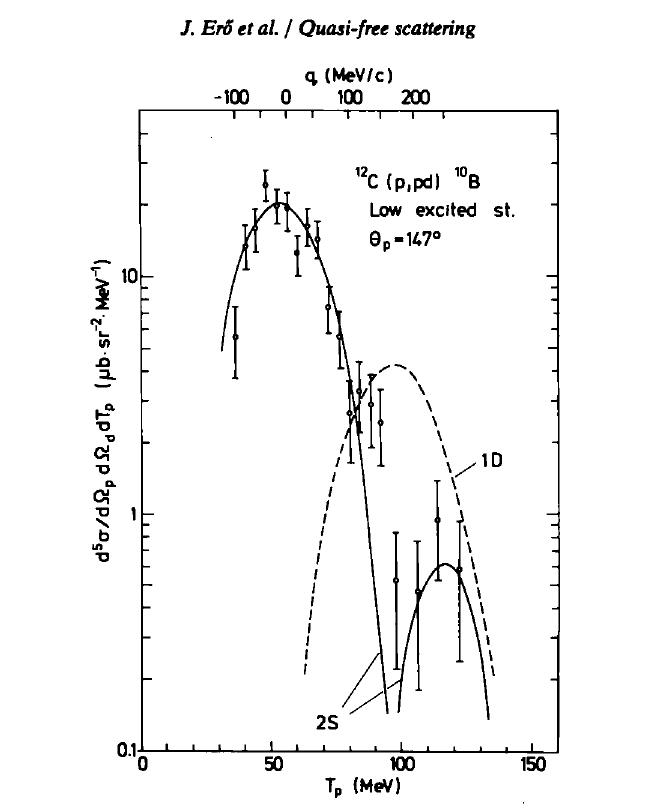 J. Erő et al. / Quasi-free scattering
q (MeV/c)
-100 0 100 200
¹²C (p,pd) ¹⁰B
Low excited st.
θₚ=147°
d⁵σ/dΩₚdΩ_d dTₚ (μb·sr⁻²·MeV⁻¹)
10
1
0.1
1D
2S
0 50 100 150
Tₚ (MeV)